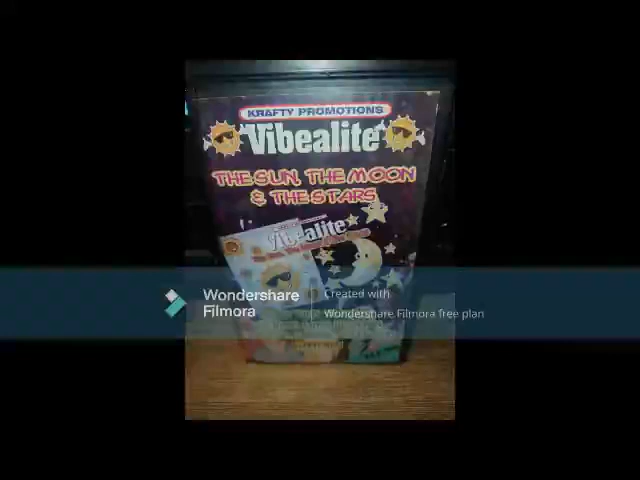 KRAFTY PROMOTIONS
Vibealite
THE SUN, THE MOON
& THE STARS
Vibealite
Wondershare
Filmora
Created with
Wondershare Filmora free plan